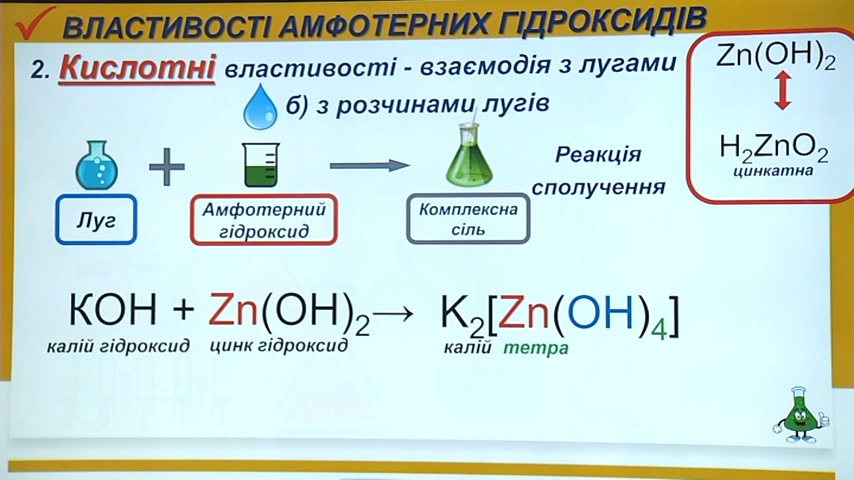 ВЛАСТИВОСТІ АМФОТЕРНИХ ГІДРОКСИДІВ
2. Кислотні властивості - взаємодія з лугами
б) з розчинами лугів
Zn(OH)₂
H₂ZnO₂
цинкатна
+
Реакція
сполучення
Луг
Амфотерний
гідроксид
Комплексна
сіль
КОН + Zn(OH)₂→ K₂[Zn(OH)₄]
калій гідроксид цинк гідроксид калій тетра